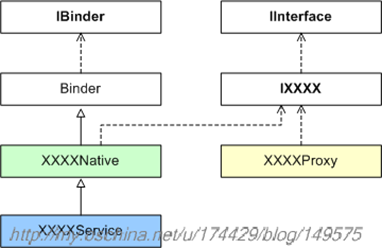 IBinder
IInterface
Binder
IXXXX
XXXXNative
XXXXProxy
XXXXService
http://my.oschina.net/u/174429/blog/149575